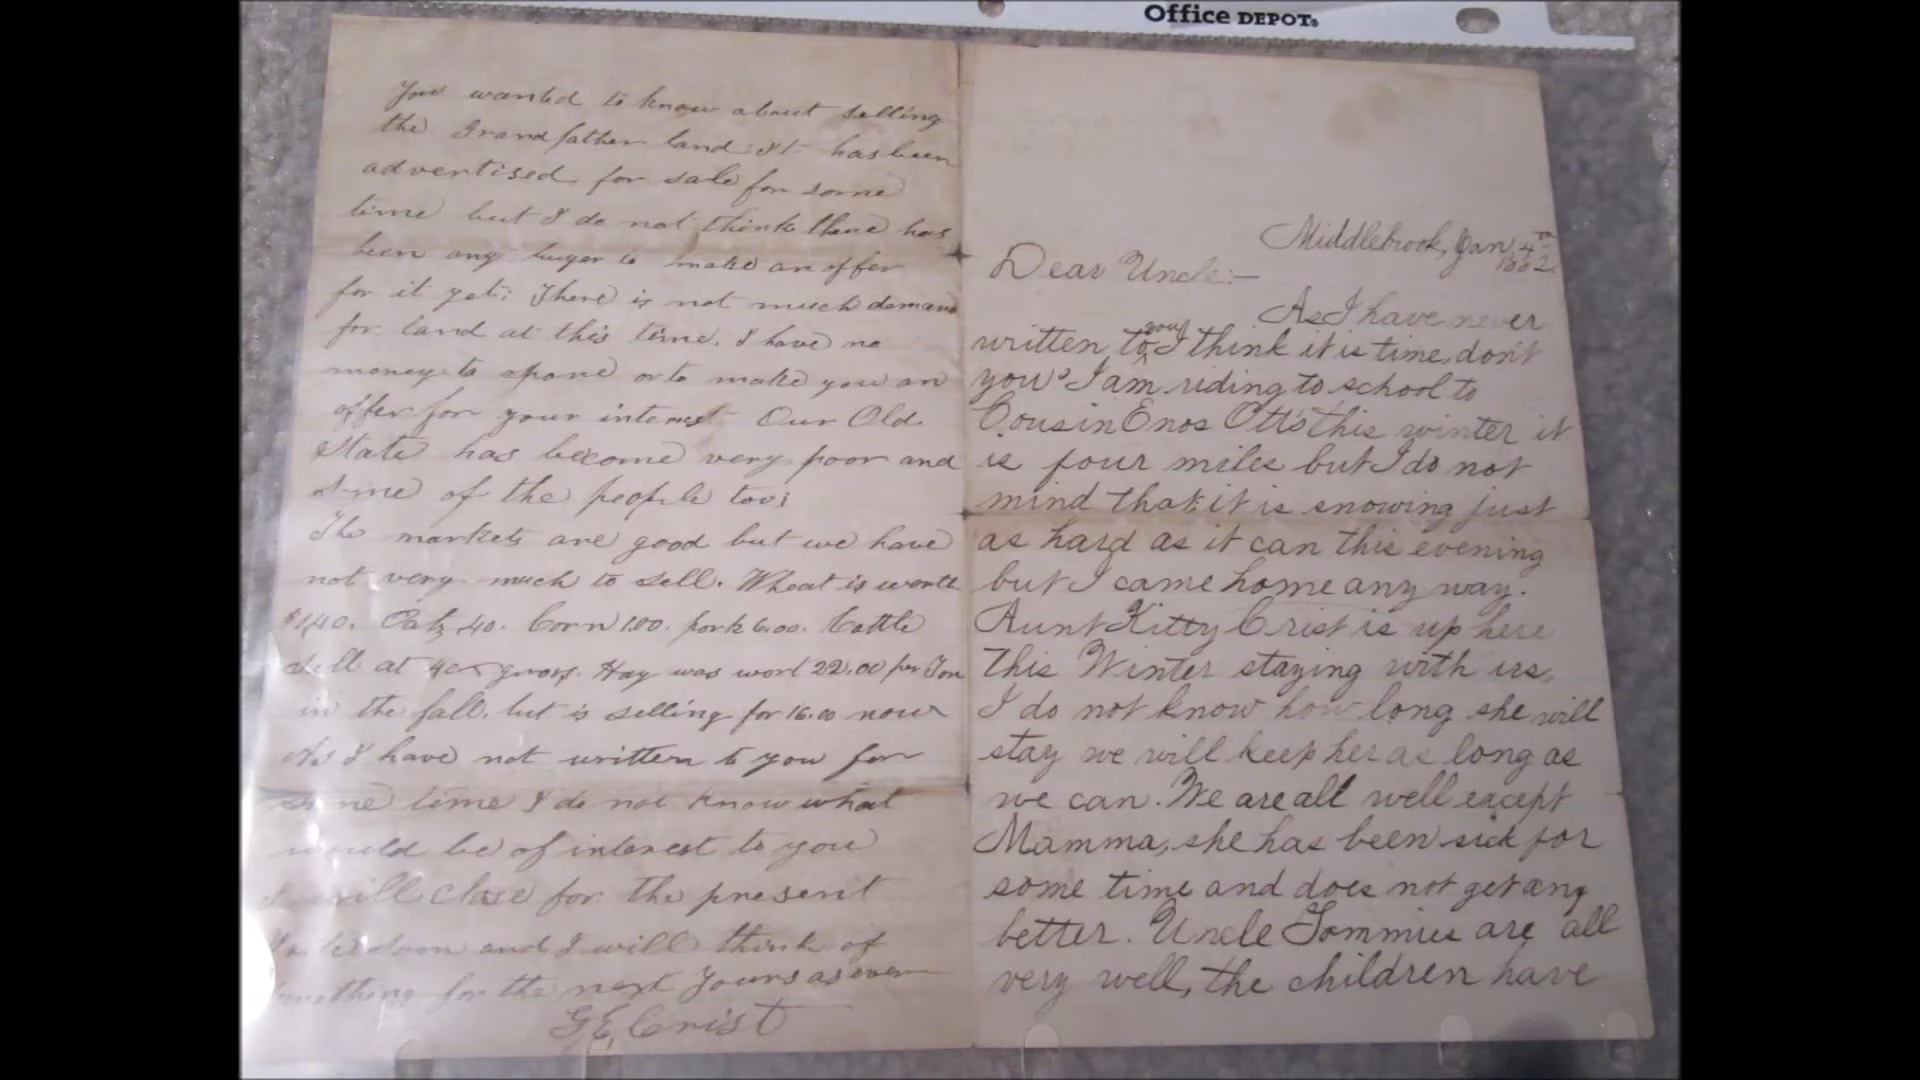 Office DEPOT
You wanted to know about selling
the Grandfather land: It has been
advertised for sale for some
time but I do not think there has
been any buyer to make an offer
for it yet; There is not much demand
for land at this time. I have no
money to spare or to make you an
offer for your interest Our Old
State has become very poor and
some of the people too;
The markets are good but we have
not very much to sell. Wheat is worth
$1.40. Oats .40. Corn 1.00. pork 6.00. Cattle
sell at 4c gross. Hay was wort 22.00 per Ton
in the fall, but is selling for 16.00 now
As I have not written to you for
some time I do not know what
would be of interest to you
I will close for the present
soon and I will think of
something for the next Yours as ever
G. E. Crist
Middlebrook, Jan, 4th
Dear Uncle:—
As I have never
written to you I think it is time, don't
you? I am riding to school to
Cousin Enos Ott's this winter it
is four miles but I do not
mind that it is snowing just
as hard as it can this evening
but I came home any way.
Aunt Kitty Crist is up here
this Winter staying with us,
I do not know how long she will
stay we will keep her as long as
we can. We are all well except
Mamma, she has been sick for
some time and does not get any
better. Uncle Tommies are all
very well, the children have